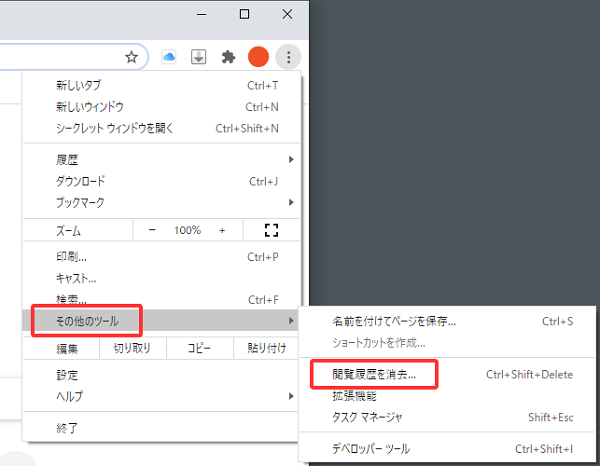 新しいタブ Ctrl+T
新しいウィンドウ Ctrl+N
シークレット ウィンドウを開く Ctrl+Shift+N
履歴
ダウンロード Ctrl+J
ブックマーク
ズーム − 100% +
印刷... Ctrl+P
キャスト...
検索... Ctrl+F
その他のツール
編集 切り取り コピー 貼り付け
設定
ヘルプ
終了
名前を付けてページを保存... Ctrl+S
ショートカットを作成...
閲覧履歴を消去... Ctrl+Shift+Delete
拡張機能
タスク マネージャ Shift+Esc
デベロッパー ツール Ctrl+Shift+I